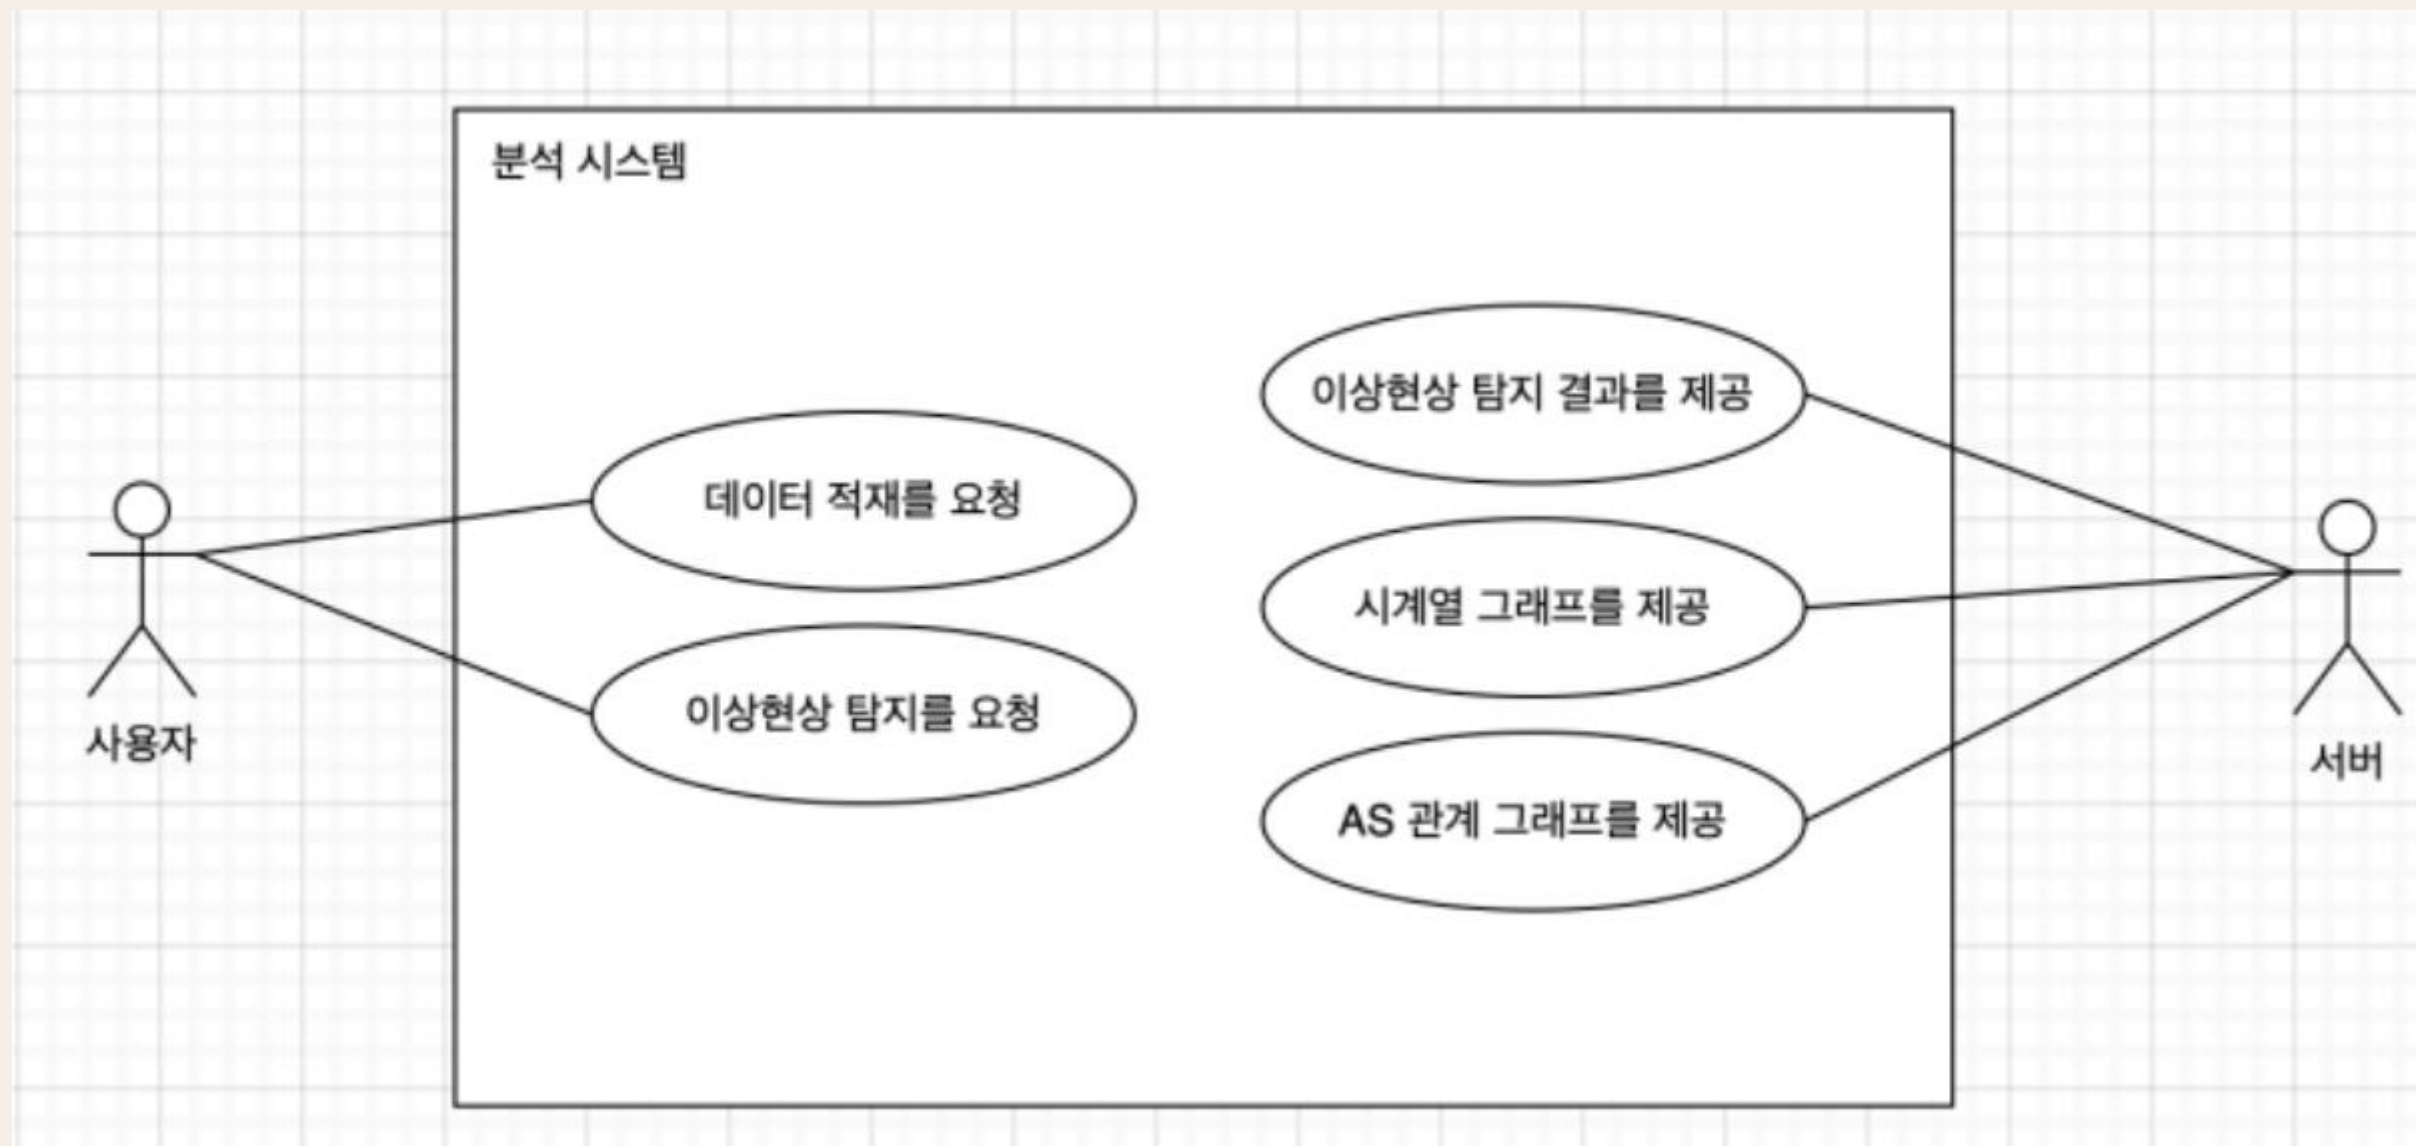 분석 시스템
이상현상 탐지 결과를 제공
데이터 적재를 요청
시계열 그래프를 제공
이상현상 탐지를 요청
AS 관계 그래프를 제공
사용자
서버